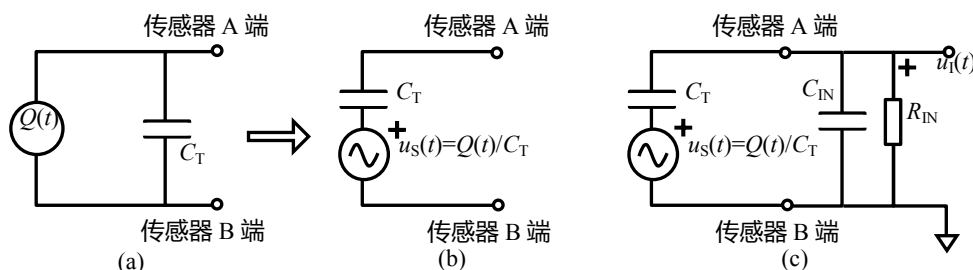 传感器 A 端
Q(t)
C_T
传感器 B 端
(a)
传感器 A 端
C_T
+
u_S(t)=Q(t)/C_T
传感器 B 端
(b)
传感器 A 端
C_T
+
u_S(t)=Q(t)/C_T
传感器 B 端
C_IN
R_IN
+
u_I(t)
(c)